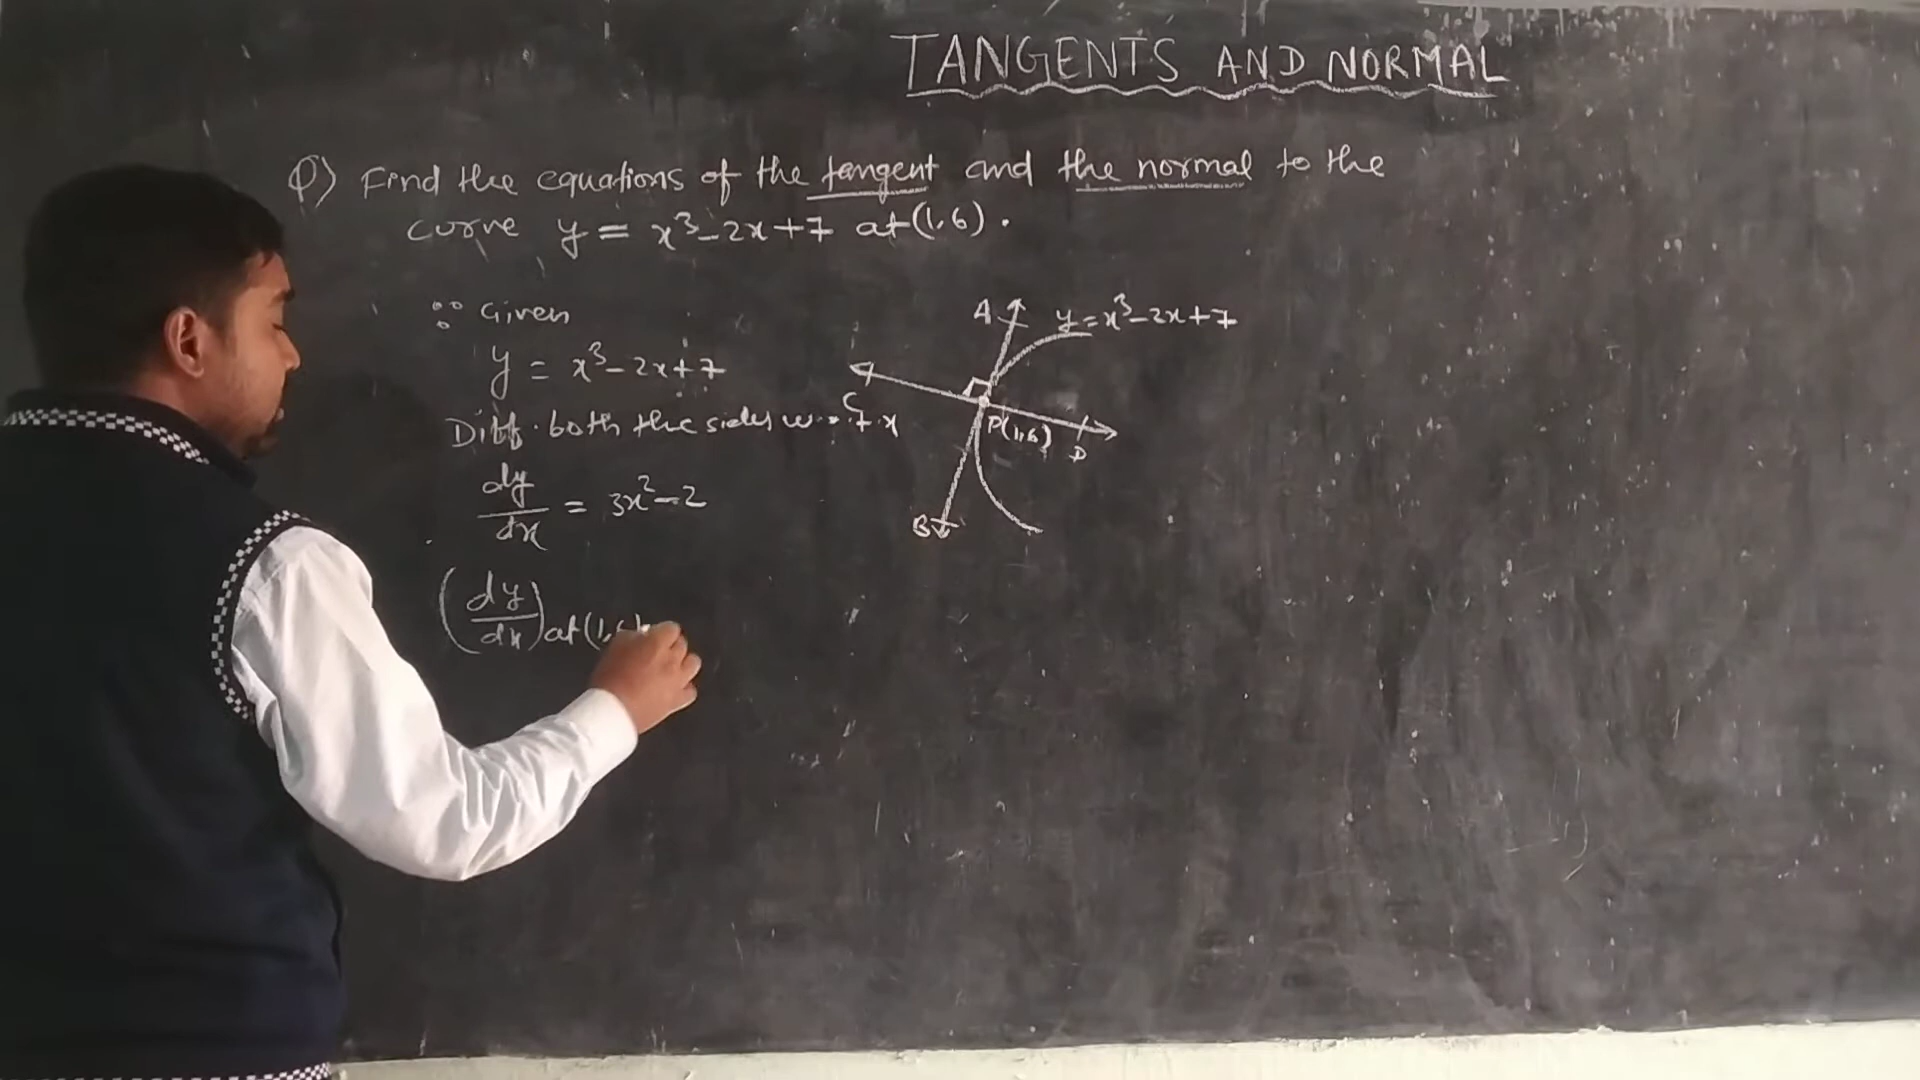 TANGENTS AND NORMAL
Q) Find the equations of the tangent and the normal to the
curve y = x³-2x+7 at (1,6).
Given
y = x³-2x+7
Diff. both the sides w.r.t.x
dy/dx = 3x²-2
(dy/dx) at (1,6)
A
y=x³-2x+7
C
P(1,6)
D
B